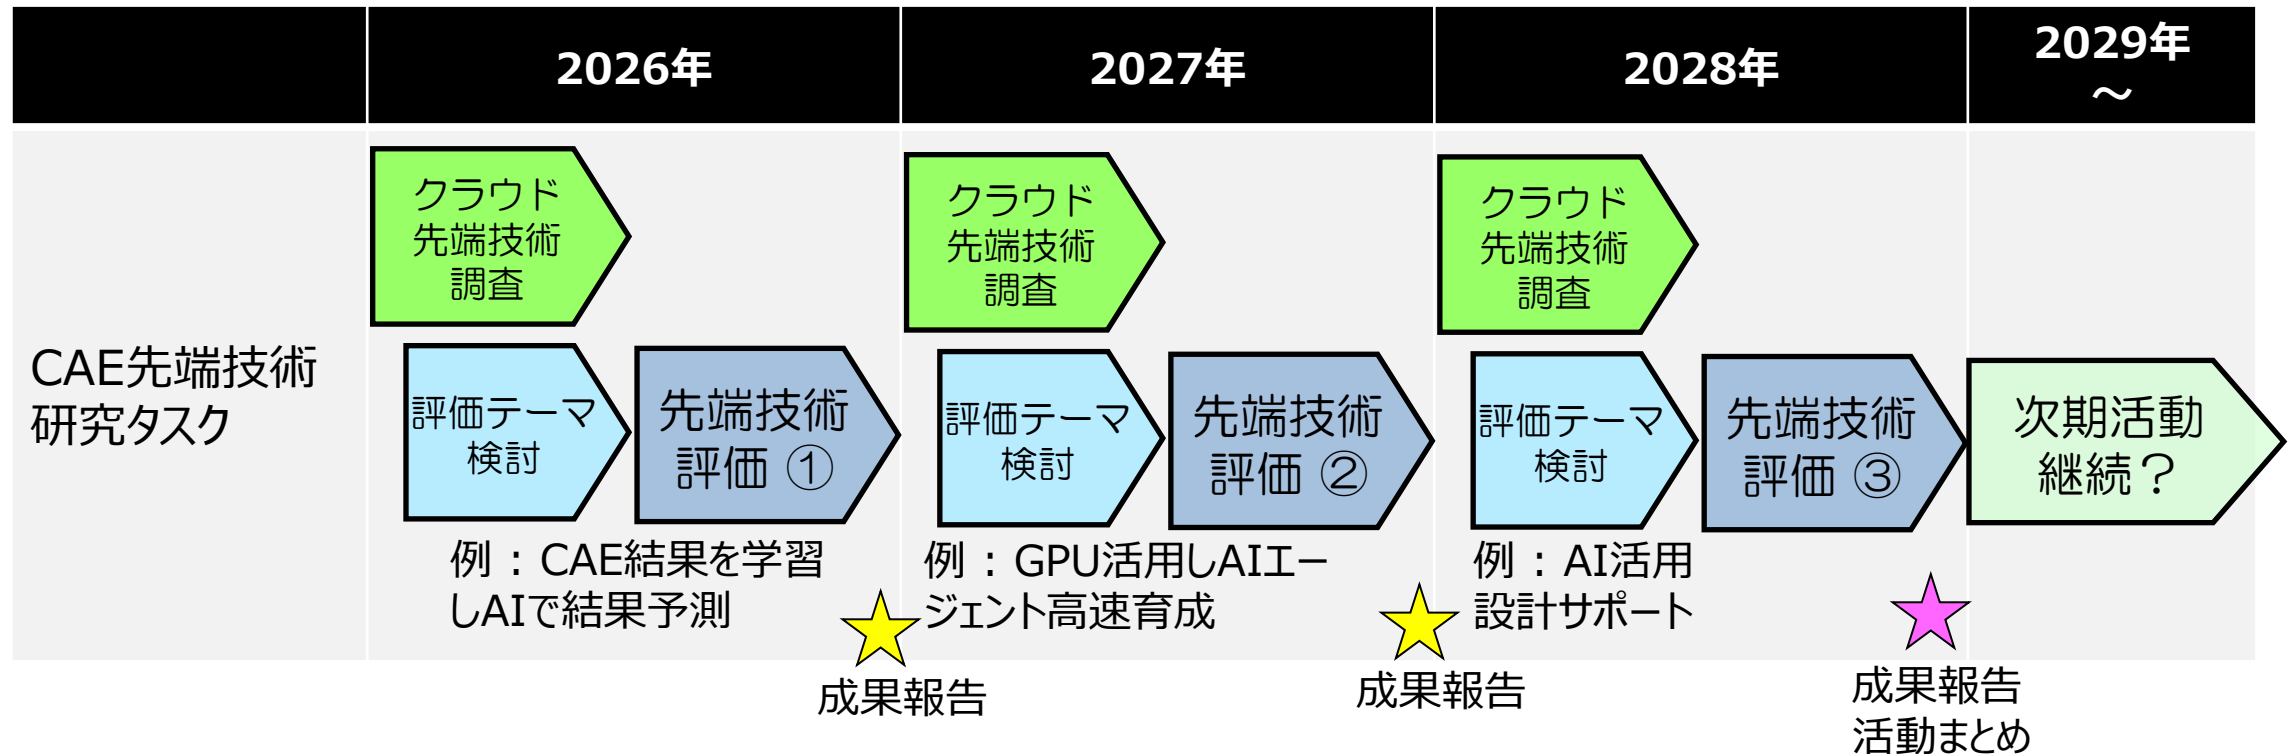 2026年
2027年
2028年
2029年
～
CAE先端技術
研究タスク
クラウド
先端技術
調査
評価テーマ
検討
先端技術
評価 ①
例：CAE結果を学習
しAIで結果予測
成果報告
クラウド
先端技術
調査
評価テーマ
検討
先端技術
評価 ②
例：GPU活用しAIエー
ジェント高速育成
成果報告
クラウド
先端技術
調査
評価テーマ
検討
先端技術
評価 ③
例：AI活用
設計サポート
成果報告
活動まとめ
次期活動
継続？